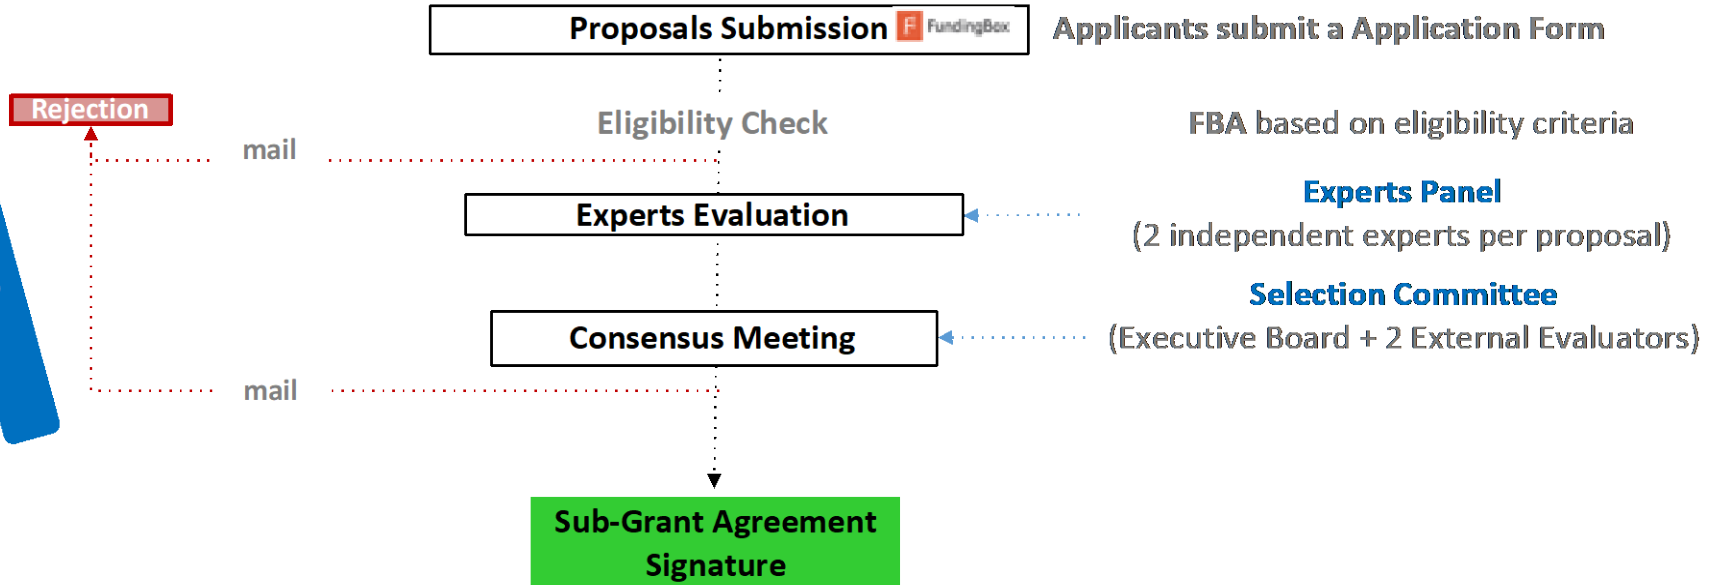 Proposals Submission FundingBox Applicants submit a Application Form
Rejection
Eligibility Check
FBA based on eligibility criteria
mail
Experts Evaluation
Experts Panel
(2 independent experts per proposal)
Selection Committee
Consensus Meeting
(Executive Board + 2 External Evaluators)
mail
Sub-Grant Agreement
Signature